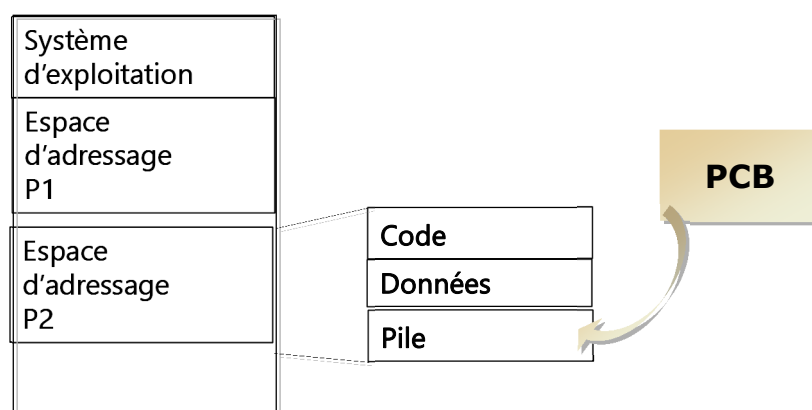 Système
d’exploitation
Espace
d’adressage
P1
Espace
d’adressage
P2
Code
Données
Pile
PCB